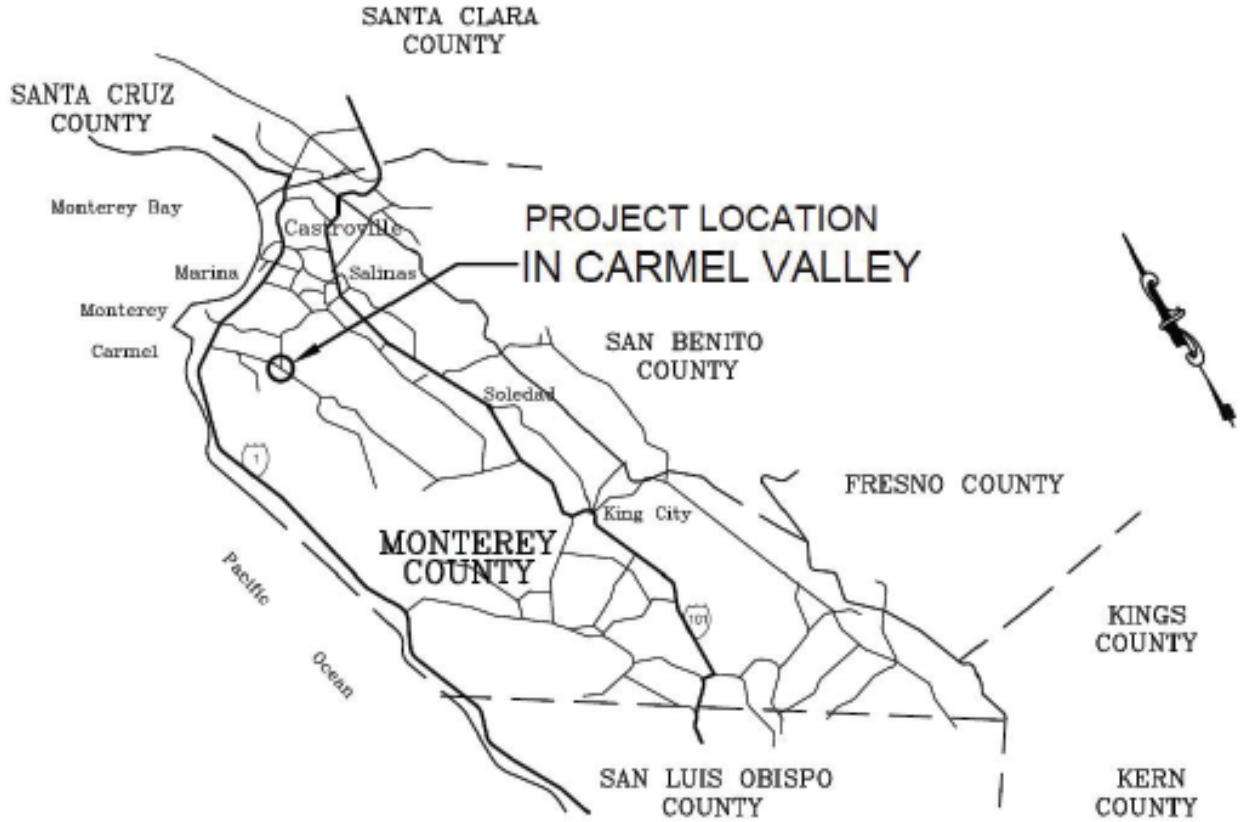 SANTA CLARA
COUNTY
SANTA CRUZ
COUNTY
Monterey Bay
PROJECT LOCATION
IN CARMEL VALLEY
Castroville
Marina
Salinas
Monterey
Carmel
SAN BENITO
COUNTY
Soledad
1
FRESNO COUNTY
King City
MONTEREY
COUNTY
Pacific
Ocean
101
KINGS
COUNTY
SAN LUIS OBISPO
COUNTY
KERN
COUNTY